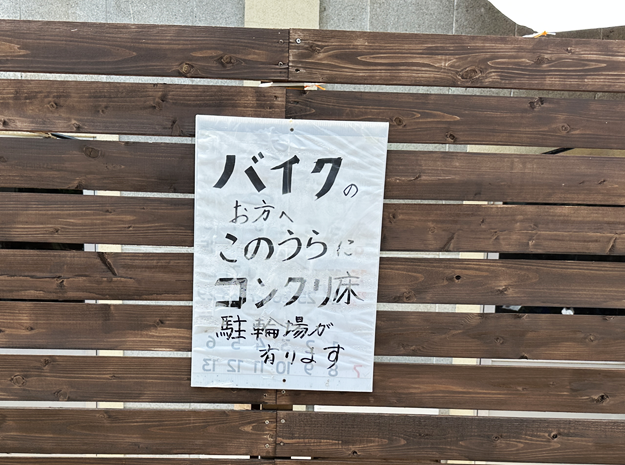 バイクの
お方へ
このうらに
コンクリ床
駐輪場が
有ります